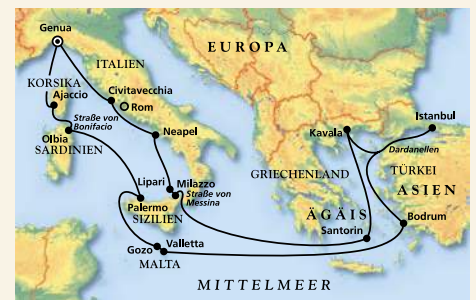 Genua
EUROPA
ITALIEN
KORSIKA
Ajaccio
Civitavecchia
Rom
Straße von
Bonifacio
Olbia
SARDINIEN
Neapel
Istanbul
Kavala
Dardanellen
GRIECHENLAND
TÜRKEI
ASIEN
Lipari
Milazzo
Straße von
Messina
Palermo
SIZILIEN
ÄGÄIS
Bodrum
Santorin
Gozo
Valletta
MALTA
MITTELMEER